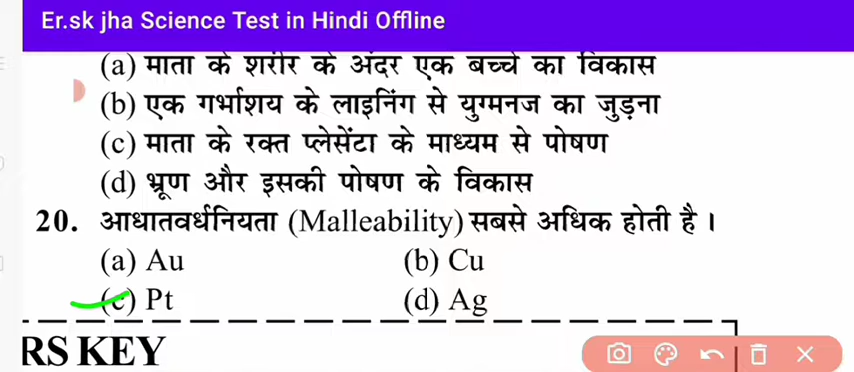 Er.sk jha Science Test in Hindi Offline
(a) माता के शरीर के अंदर एक बच्चे का विकास
(b) एक गर्भाशय के लाइनिंग से युग्मनज का जुड़ना
(c) माता के रक्त प्लेसेंटा के माध्यम से पोषण
(d) भ्रूण और इसकी पोषण के विकास
20. आधातवर्धनियता (Malleability) सबसे अधिक होती है ।
(a) Au (b) Cu
(c) Pt (d) Ag
RS KEY